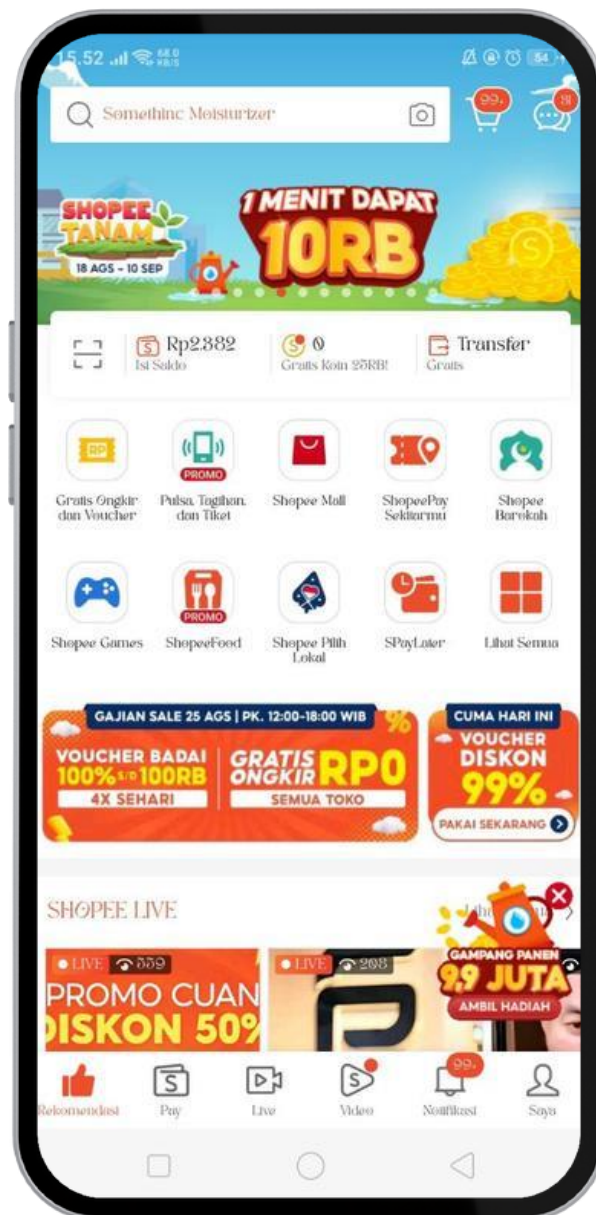 15.52
68.0
KB/S
54
Somethinc Moisturizer
99+
81
SHOPEE
TANAM
18 AGS - 10 SEP
1 MENIT DAPAT
10RB
Rp2.382
Isi Saldo
0
Gratis Koin 25RB!
Transfer
Gratis
RP
PROMO
Gratis Ongkir
dan Voucher
Pulsa, Tagihan,
dan Tiket
Shopee Mall
ShopeePay
Sekitarmu
Shopee
Barokah
PROMO
Shopee Games
ShopeeFood
Shopee Pilih
Lokal
SPayLater
Lihat Semua
GAJIAN SALE 25 AGS | PK. 12:00-18:00 WIB
VOUCHER BADAI
100% S/D 100RB
4X SEHARI
GRATIS
ONGKIR RP0
SEMUA TOKO
CUMA HARI INI
VOUCHER
DISKON
99%
PAKAI SEKARANG
SHOPEE LIVE
LIVE 559
LIVE 208
PROMO CUAN
DISKON 50%
GAMPANG PANEN
9,9 JUTA
AMBIL HADIAH
99+
Rekomendasi
Pay
Live
Video
Notifikasi
Saya